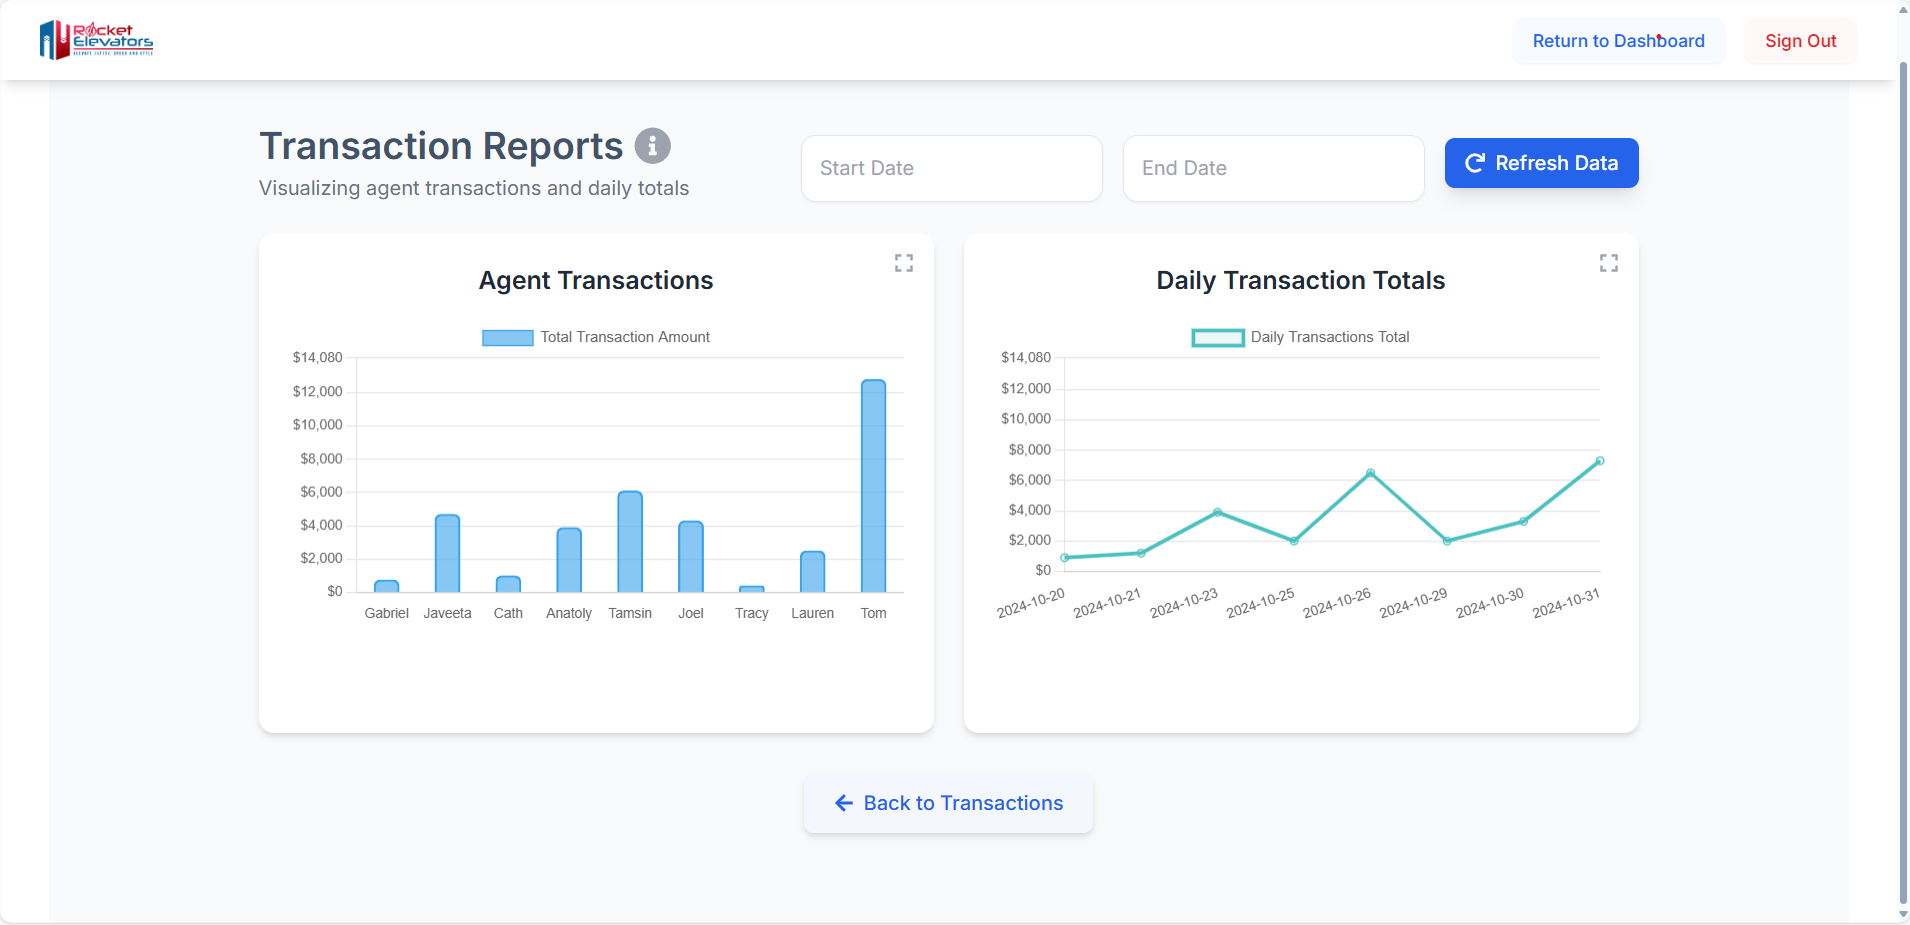 Rocket
Elevators
Return to Dashboard
Sign Out
Transaction Reports
Visualizing agent transactions and daily totals
Start Date
End Date
Refresh Data
Agent Transactions
Total Transaction Amount
$14,080
$12,000
$10,000
$8,000
$6,000
$4,000
$2,000
$0
Gabriel Javeeta Cath Anatoly Tamsin Joel Tracy Lauren Tom
Daily Transaction Totals
Daily Transactions Total
$14,080
$12,000
$10,000
$8,000
$6,000
$4,000
$2,000
$0
2024-10-20 2024-10-21 2024-10-23 2024-10-25 2024-10-26 2024-10-29 2024-10-30 2024-10-31
Back to Transactions